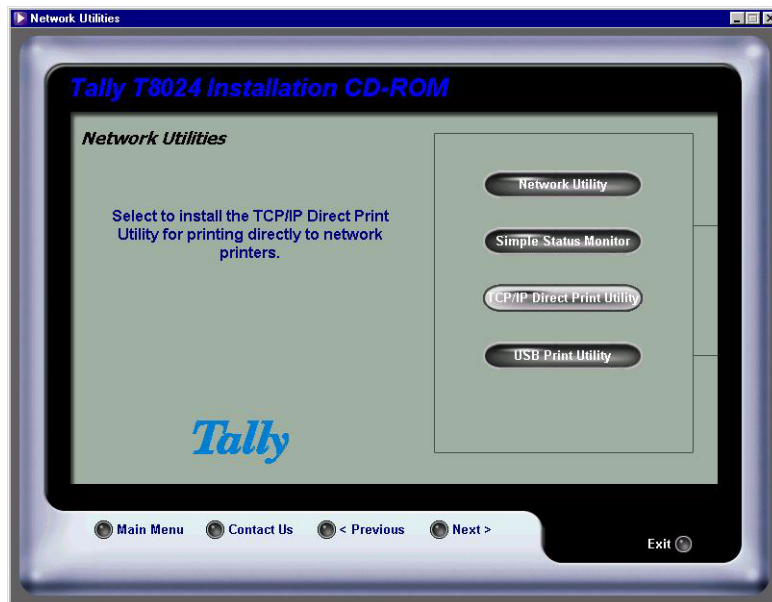 Network Utilities
Tally T8024 Installation CD-ROM
Network Utilities
Select to install the TCP/IP Direct Print
Utility for printing directly to network
printers.
Network Utility
Simple Status Monitor
TCP/IP Direct Print Utility
USB Print Utility
Tally
Main Menu
Contact Us
< Previous
Next >
Exit